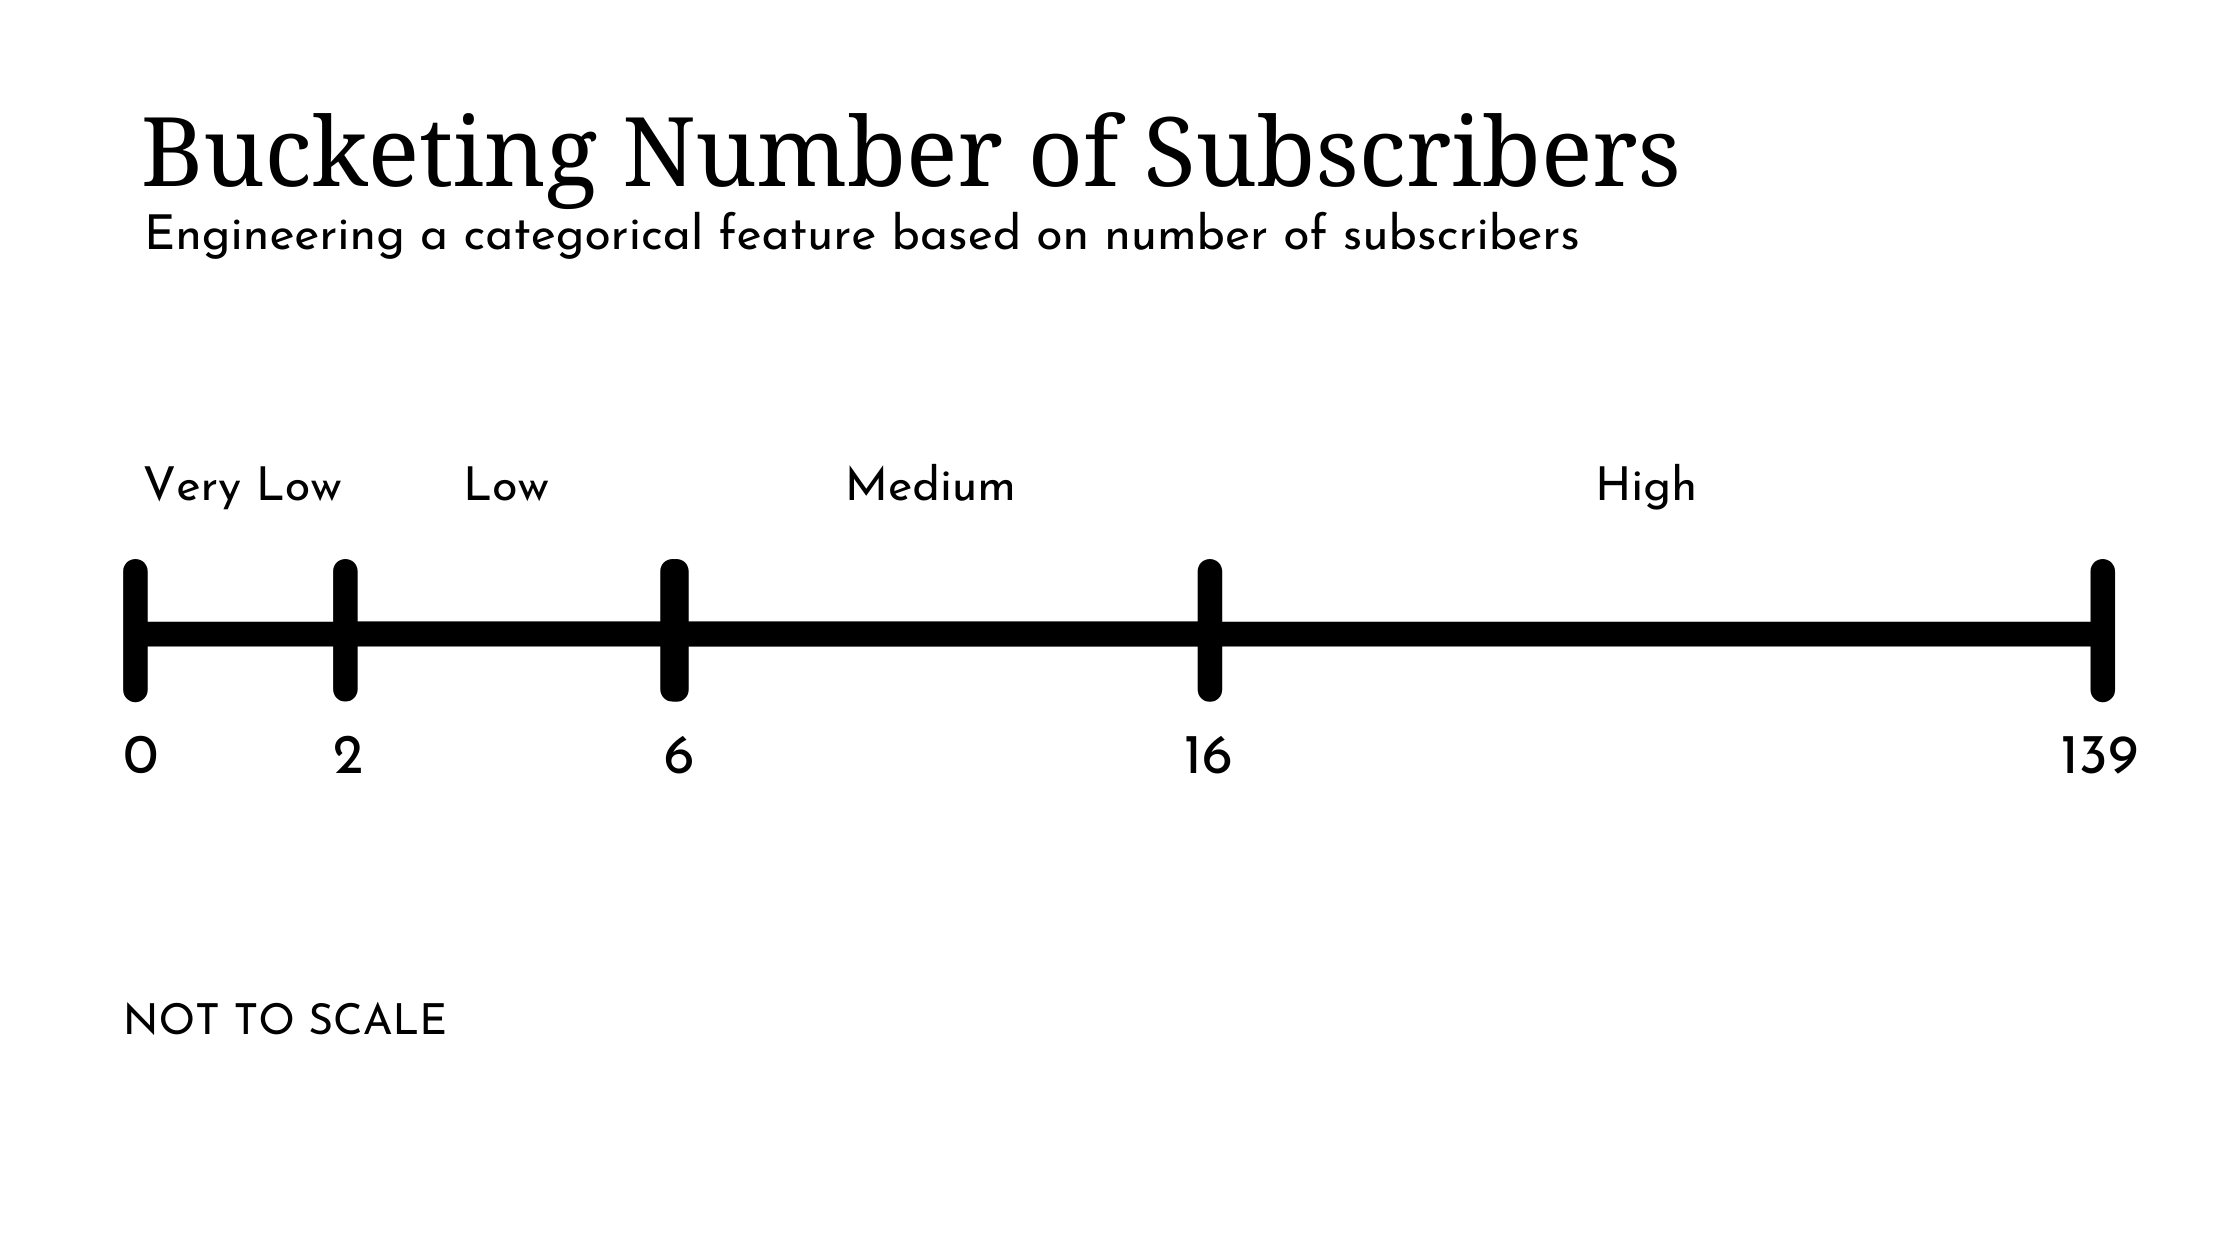 Bucketing Number of Subscribers
Engineering a categorical feature based on number of subscribers
Very Low Low Medium High
0 2 6 16 139
NOT TO SCALE